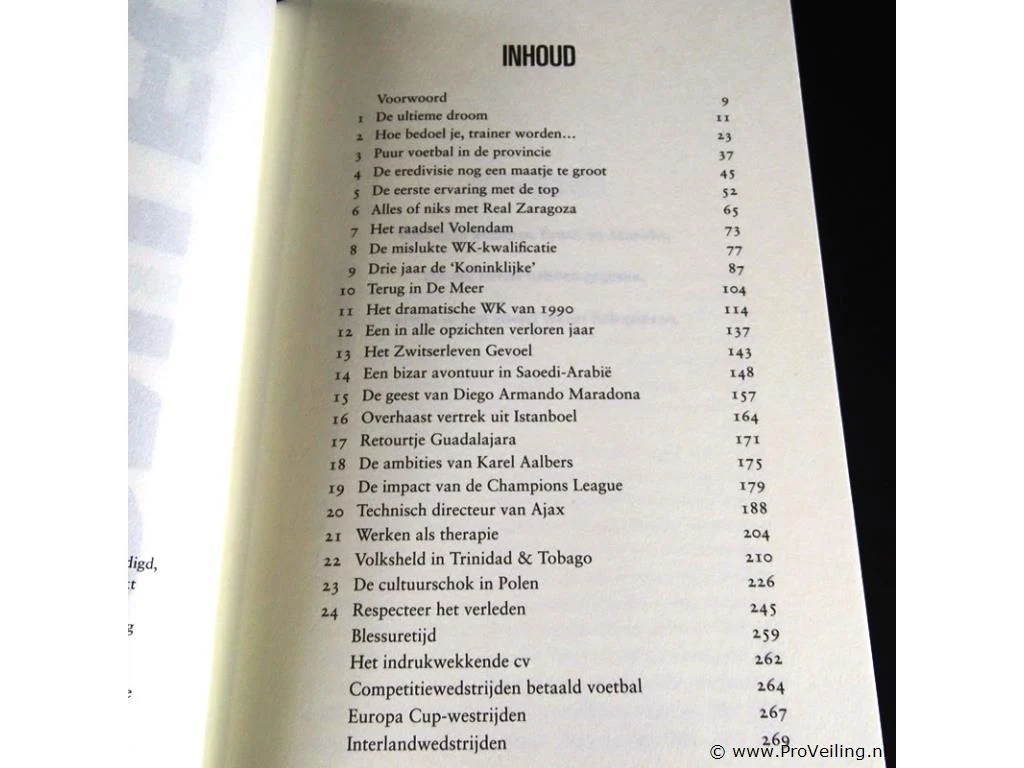 INHOUD
Voorwoord 9
1 De ultieme droom 11
2 Hoe bedoel je, trainer worden... 23
3 Puur voetbal in de provincie 37
4 De eredivisie nog een maatje te groot 45
5 De eerste ervaring met de top 52
6 Alles of niks met Real Zaragoza 65
7 Het raadsel Volendam 73
8 De mislukte WK-kwalificatie 77
9 Drie jaar de ‘Koninklijke’ 87
10 Terug in De Meer 104
11 Het dramatische WK van 1990 114
12 Een in alle opzichten verloren jaar 137
13 Het Zwitserleven Gevoel 143
14 Een bizar avontuur in Saoedi-Arabië 148
15 De geest van Diego Armando Maradona 157
16 Overhaast vertrek uit Istanboel 164
17 Retourtje Guadalajara 171
18 De ambities van Karel Aalbers 175
19 De impact van de Champions League 179
20 Technisch directeur van Ajax 188
21 Werken als therapie 204
22 Volksheld in Trinidad & Tobago 210
23 De cultuurschok in Polen 226
24 Respecteer het verleden 245
Blessuretijd 259
Het indrukwekkende cv 262
Competitiewedstrijden betaald voetbal 264
Europa Cup-westrijden 267
Interlandwedstrijden 269
© www.ProVeiling.n